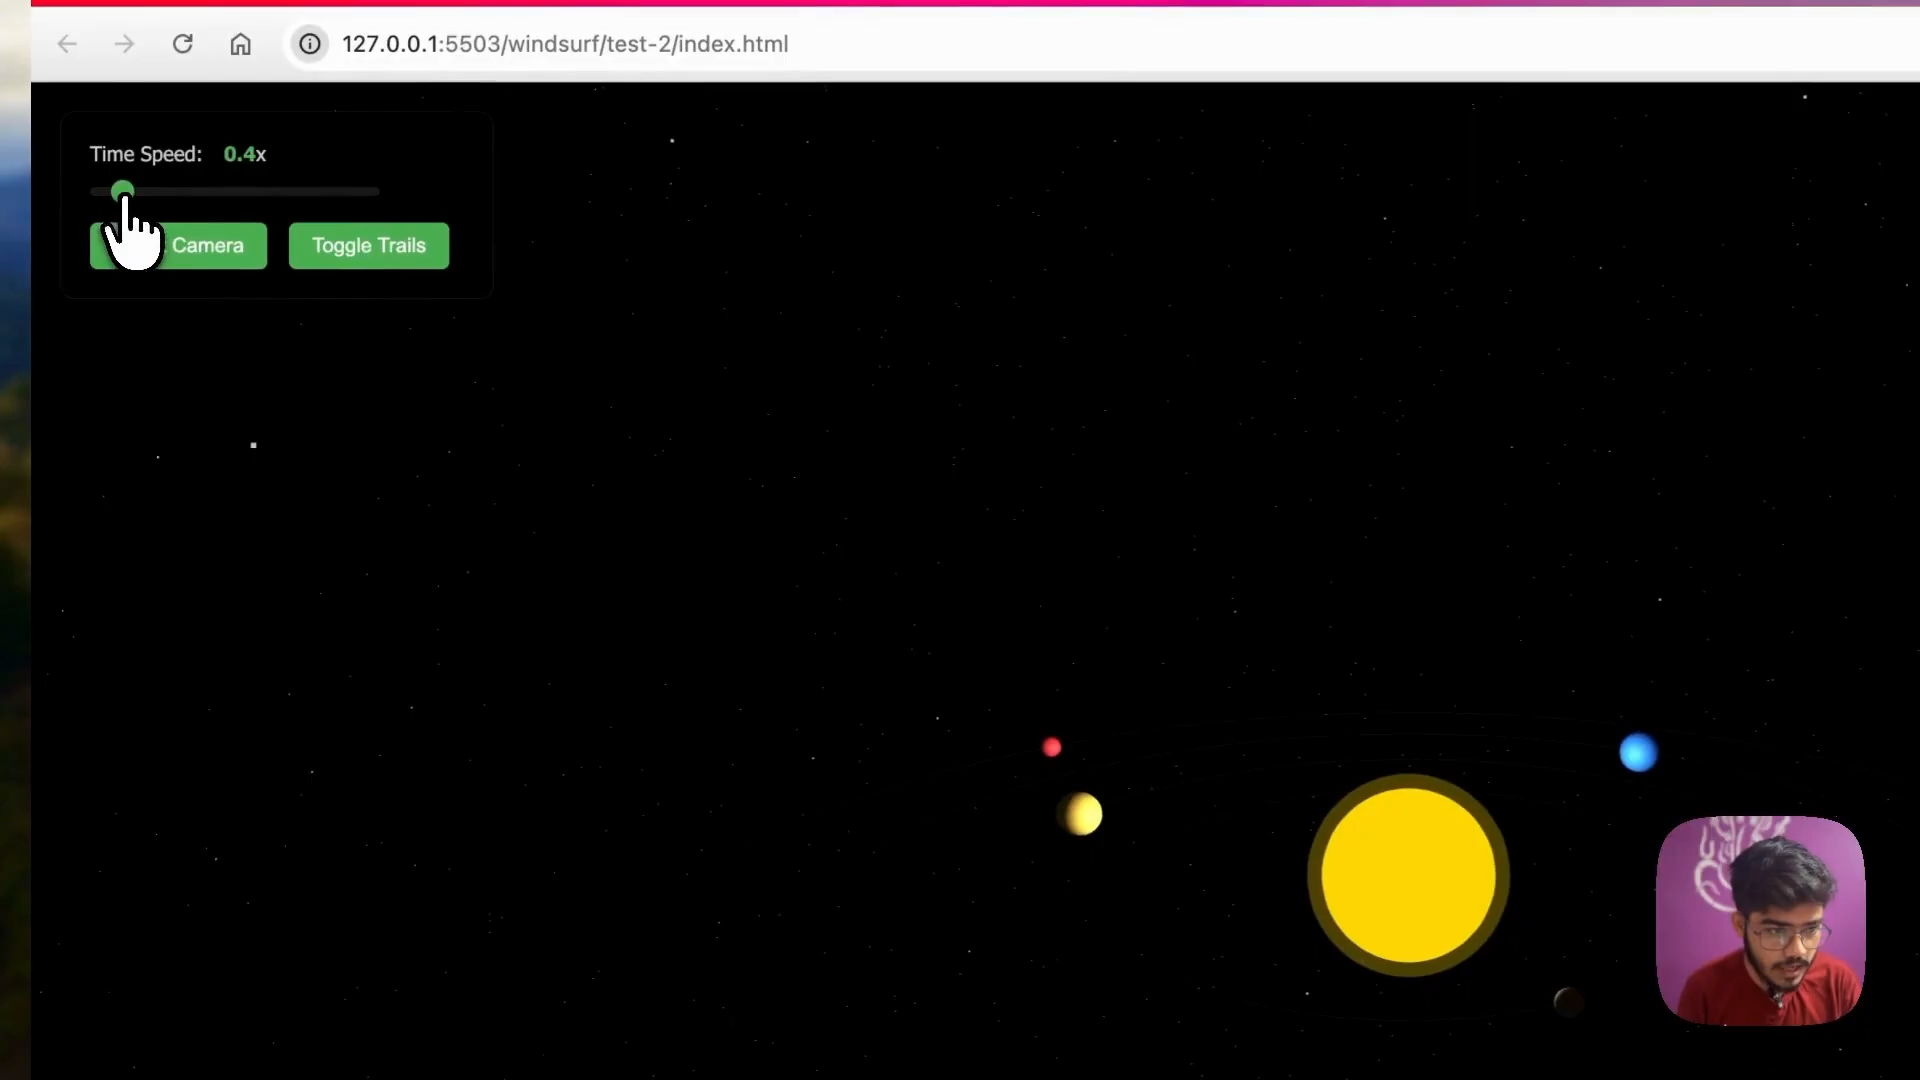 127.0.0.1:5503/windsurf/test-2/index.html
Time Speed: 0.4x
Camera
Toggle Trails